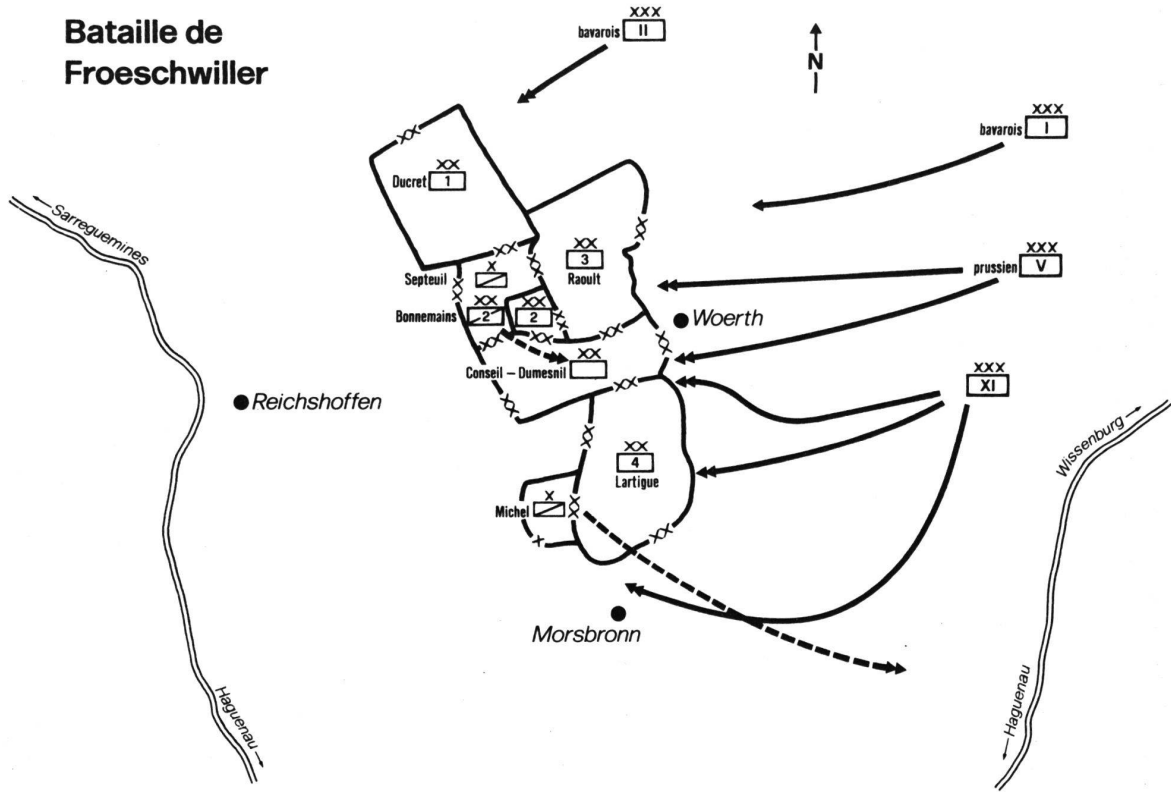 Bataille de
Froeschwiller
XXX
bavarois II
N
XXX
bavarois I
XX
Ducret 1
Sarreguemines
XX
3
Raoult
XXX
prussien V
Septeuil X
XX
Bonnemains 2
XX
2
Woerth
XX
Conseil – Dumesnil
XXX
XI
Reichshoffen
Wissenburg
XX
4
Lartigue
X
Michel
Morsbronn
Haguenau
Haguenau